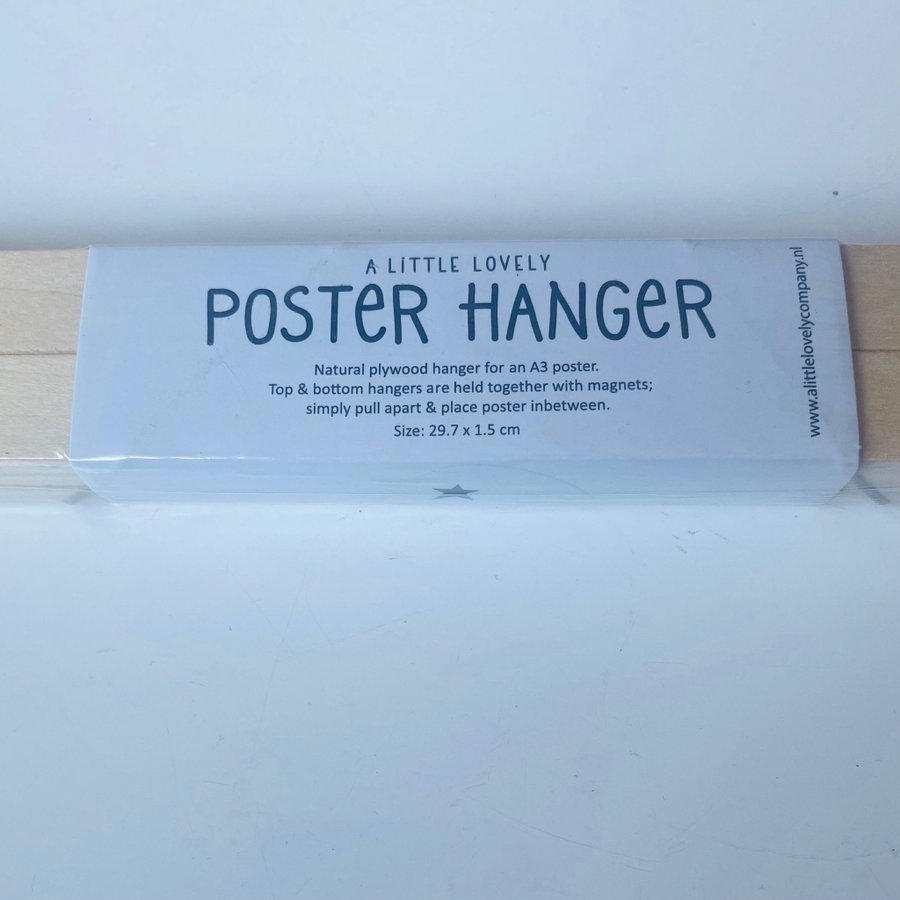 A LiTTLE LOVELY
POSTeR HANGeR
Natural plywood hanger for an A3 poster.
Top & bottom hangers are held together with magnets;
simply pull apart & place poster inbetween.
Size: 29.7 x 1.5 cm
www.alittlelovelycompany.nl